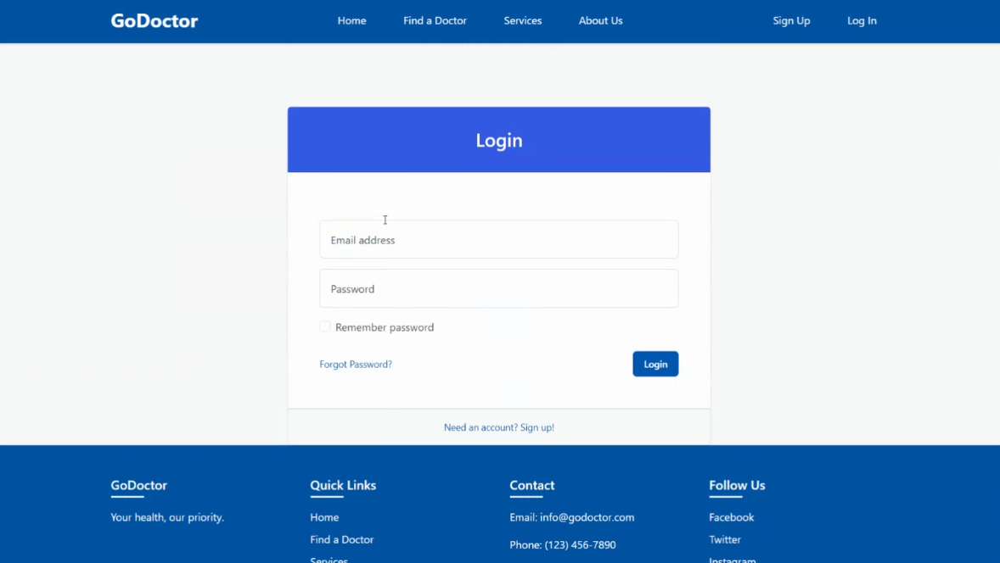 GoDoctor Home Find a Doctor Services About Us Sign Up Log In
Login
Email address
Password
Remember password
Forgot Password? Login
Need an account? Sign up!
GoDoctor Quick Links Contact Follow Us
Your health, our priority. Home Email: info@godoctor.com Facebook
Find a Doctor Phone: (123) 456-7890 Twitter
Services Instagram